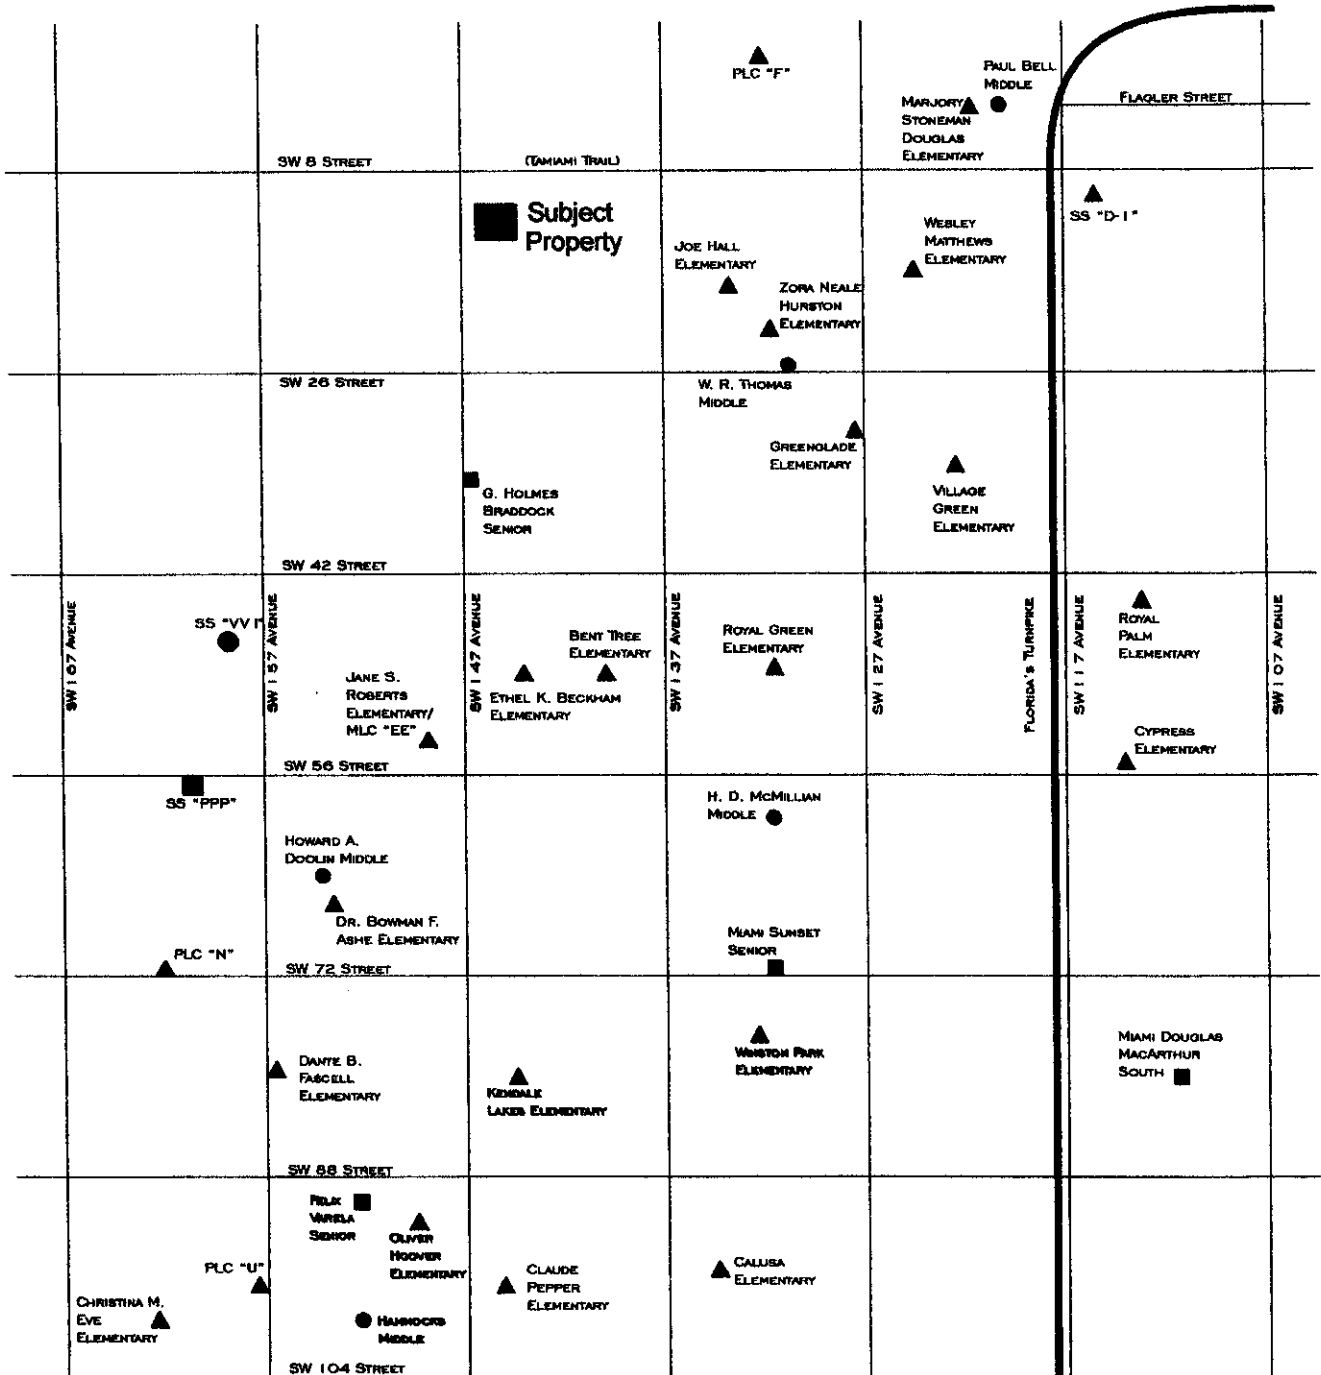 PLC "F"
PAUL BELL
MIDDLE
MARJORY
STONEMAN
DOUGLAS
ELEMENTARY
FLAGLER STREET
SW 8 STREET
(TAMIAMI TRAIL)
Subject
Property
SS "D-1"
JOE HALL
ELEMENTARY
WEBLEY
MATTHEWS
ELEMENTARY
ZORA NEALE
HURSTON
ELEMENTARY
SW 26 STREET
W. R. THOMAS
MIDDLE
GREENGLADE
ELEMENTARY
G. HOLMES
BRADDOCK
SENIOR
VILLAGE
GREEN
ELEMENTARY
SW 42 STREET
SW 167 AVENUE
SS "VV1"
SW 157 AVENUE
JANE S.
ROBERTS
ELEMENTARY/
MLC "EE"
SW 147 AVENUE
BENT TREE
ELEMENTARY
ETHEL K. BECKHAM
ELEMENTARY
SW 137 AVENUE
ROYAL GREEN
ELEMENTARY
SW 127 AVENUE
FLORIDA'S TURNPIKE
SW 117 AVENUE
ROYAL
PALM
ELEMENTARY
SW 107 AVENUE
CYPRESS
ELEMENTARY
SW 56 STREET
SS "PPP"
H. D. MCMILLIAN
MIDDLE
HOWARD A.
DOOLIN MIDDLE
DR. BOWMAN F.
ASHE ELEMENTARY
PLC "N"
MIAMI SUNSET
SENIOR
SW 72 STREET
DANTE B.
FASCELL
ELEMENTARY
KENDALE
LAKES ELEMENTARY
WINSTON PARK
ELEMENTARY
MIAMI DOUGLAS
MACARTHUR
SOUTH
SW 88 STREET
FELIX
VARELA
SENIOR
OLIVER
HOOVER
ELEMENTARY
PLC "U"
CLAUDE
PEPPER
ELEMENTARY
CALUSA
ELEMENTARY
CHRISTINA M.
EVE
ELEMENTARY
HAMMOCKS
MIDDLE
SW 104 STREET